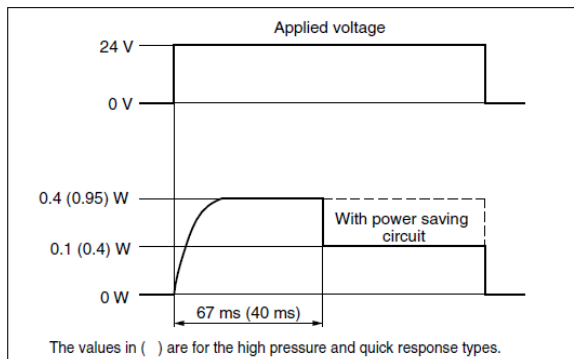 Applied voltage
24 V
0 V
0.4 (0.95) W
With power saving
circuit
0.1 (0.4) W
0 W
67 ms (40 ms)
The values in ( ) are for the high pressure and quick response types.